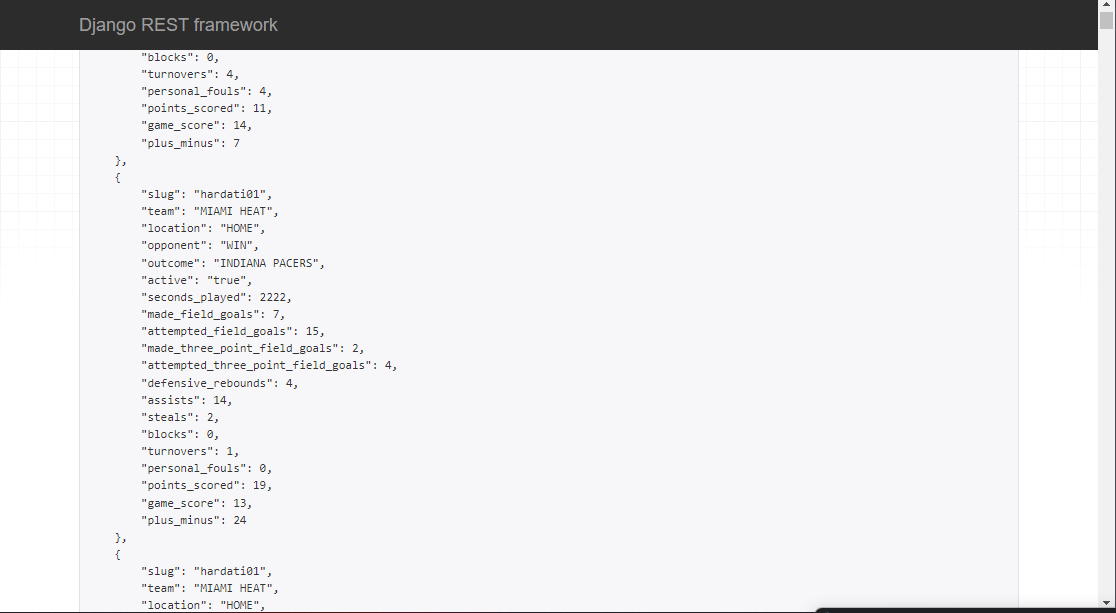 Django REST framework
"blocks": 0,
"turnovers": 4,
"personal_fouls": 4,
"points_scored": 11,
"game_score": 14,
"plus_minus": 7
},
{
"slug": "hardati01",
"team": "MIAMI HEAT",
"location": "HOME",
"opponent": "WIN",
"outcome": "INDIANA PACERS",
"active": "true",
"seconds_played": 2222,
"made_field_goals": 7,
"attempted_field_goals": 15,
"made_three_point_field_goals": 2,
"attempted_three_point_field_goals": 4,
"defensive_rebounds": 4,
"assists": 14,
"steals": 2,
"blocks": 0,
"turnovers": 1,
"personal_fouls": 0,
"points_scored": 19,
"game_score": 13,
"plus_minus": 24
},
{
"slug": "hardati01",
"team": "MIAMI HEAT",
"location": "HOME",